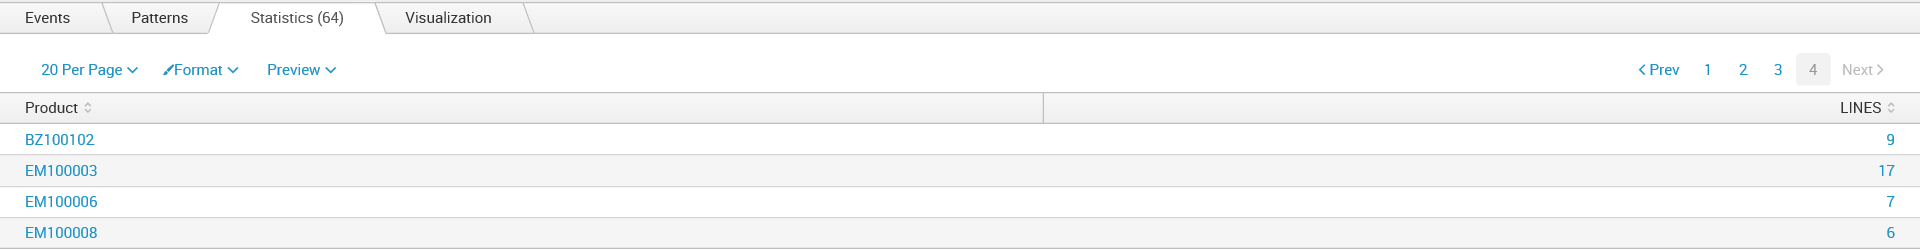 Events Patterns Statistics (64) Visualization
20 Per Page Format Preview Prev 1 2 3 4 Next
Product LINES
BZ100102 9
EM100003 17
EM100006 7
EM100008 6